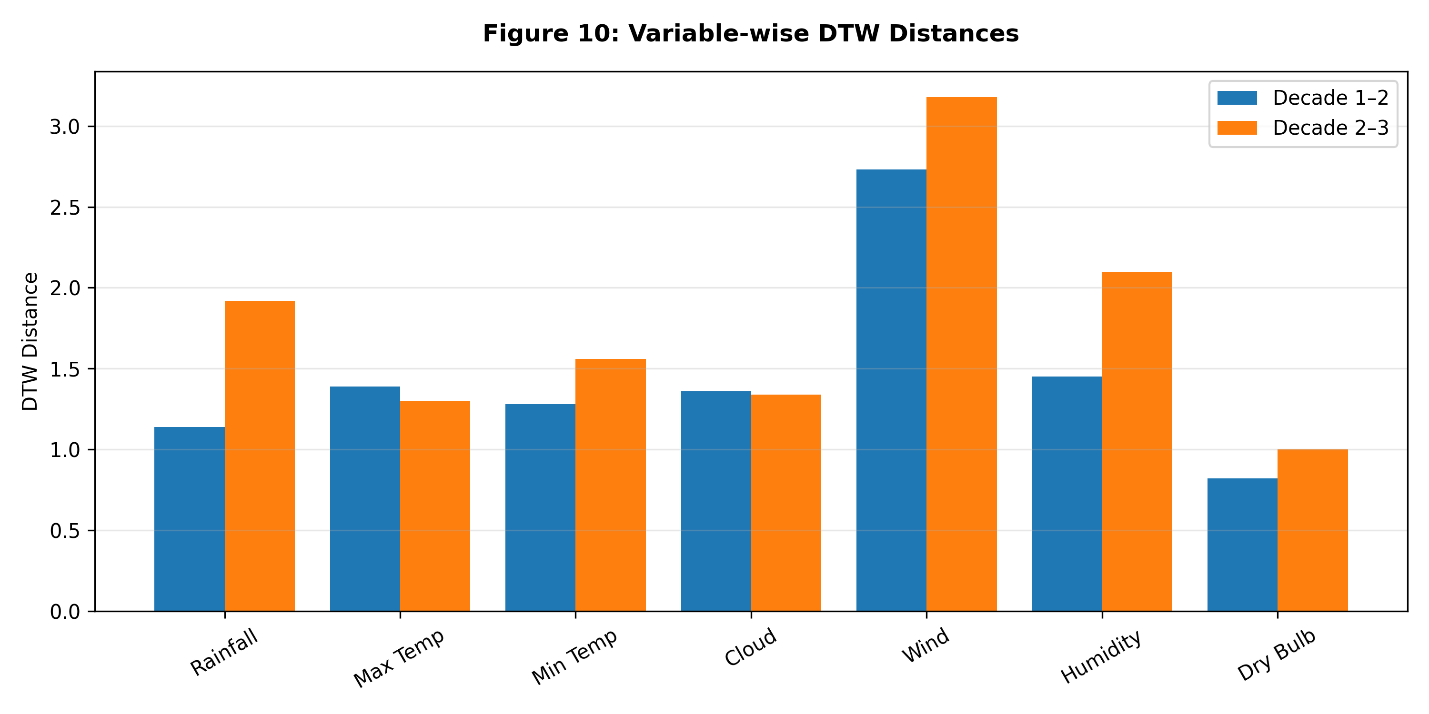 Figure 10: Variable-wise DTW Distances
Decade 1–2
Decade 2–3
DTW Distance
3.0
2.5
2.0
1.5
1.0
0.5
0.0
Rainfall
Max Temp
Min Temp
Cloud
Wind
Humidity
Dry Bulb